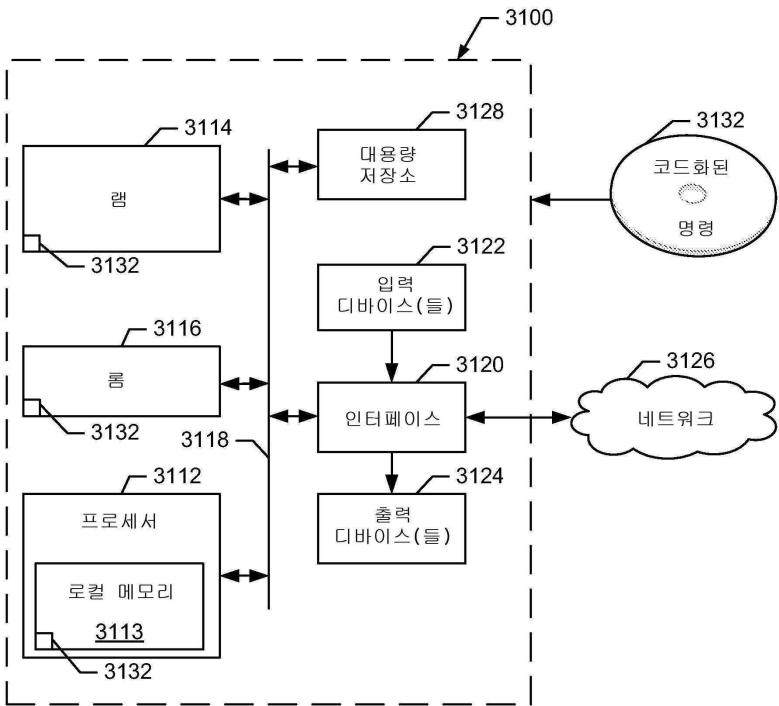 3100
3114
램
3132
3128
대용량
저장소
3132
코드화된
명령
3122
입력
디바이스(들)
3116
롬
3132
3120
인터페이스
3126
네트워크
3118
3112
프로세서
로컬 메모리
3113
3132
3124
출력
디바이스(들)